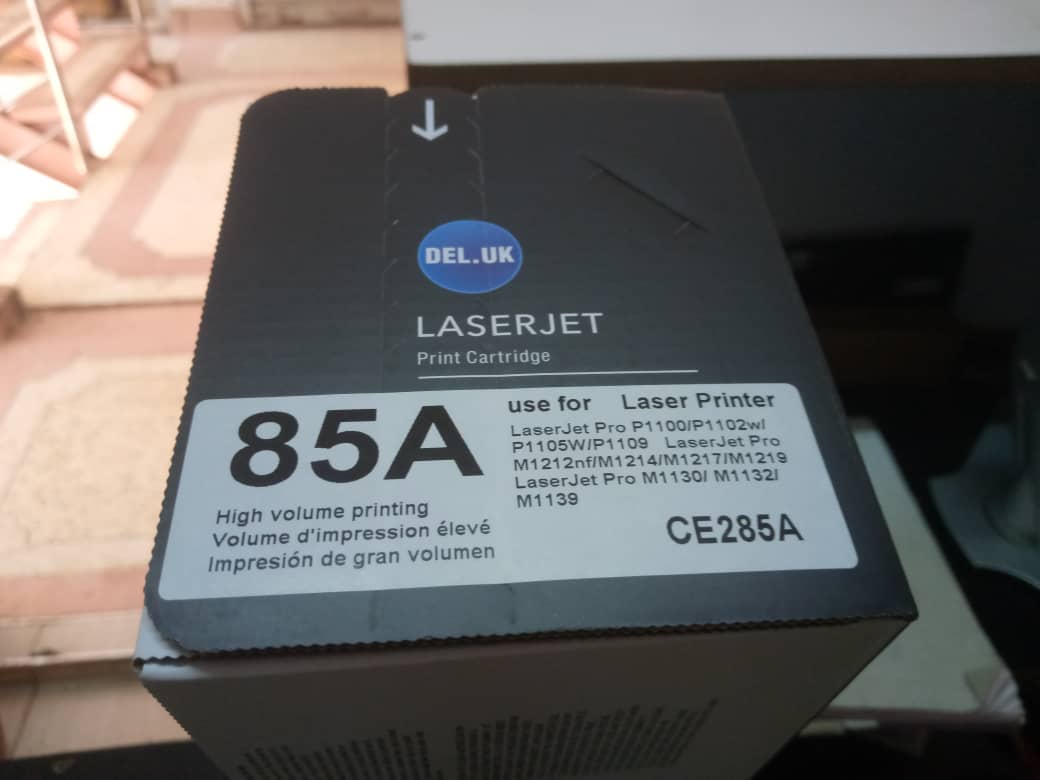 DEL.UK
LASERJET
Print Cartridge
85A
High volume printing
Volume d'impression élevé
Impresión de gran volumen
use for Laser Printer
LaserJet Pro P1100/P1102w/
P1105W/P1109 LaserJet Pro
M1212nf/M1214/M1217/M1219
LaserJet Pro M1130/ M1132/
M1139
CE285A